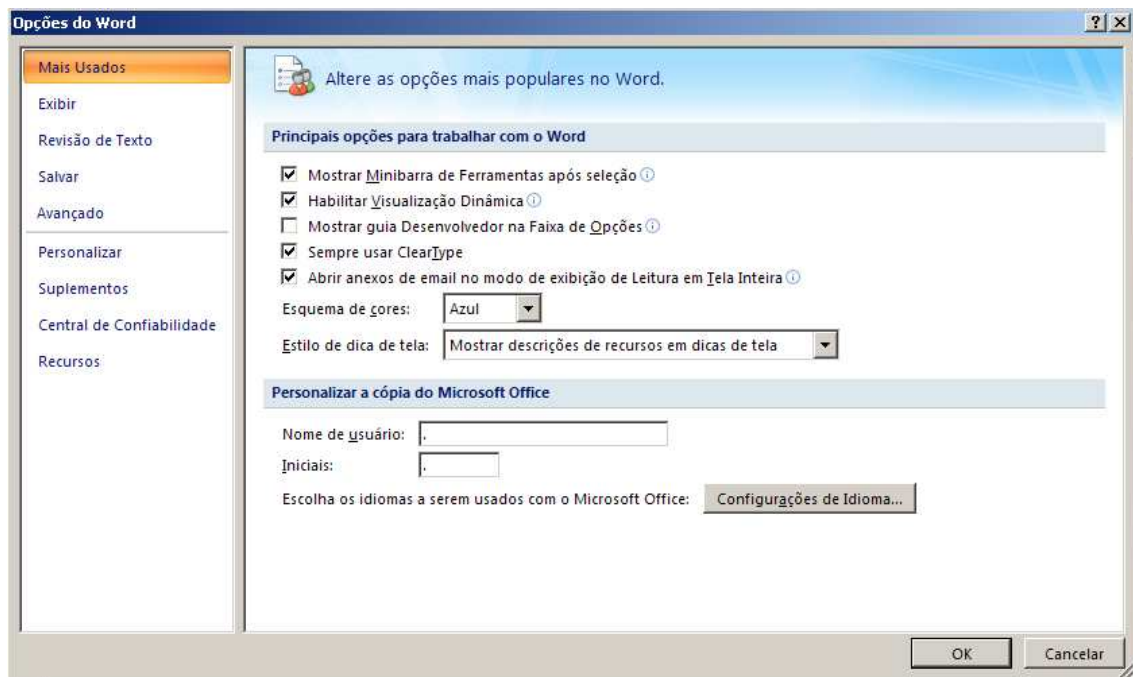 Opções do Word
Mais Usados
Exibir
Revisão de Texto
Salvar
Avançado
Personalizar
Suplementos
Central de Confiabilidade
Recursos
Altere as opções mais populares no Word.
Principais opções para trabalhar com o Word
Mostrar Minibarra de Ferramentas após seleção
Habilitar Visualização Dinâmica
Mostrar guia Desenvolvedor na Faixa de Opções
Sempre usar ClearType
Abrir anexos de email no modo de exibição de Leitura em Tela Inteira
Esquema de cores: Azul
Estilo de dica de tela: Mostrar descrições de recursos em dicas de tela
Personalizar a cópia do Microsoft Office
Nome de usuário: .
Iniciais: .
Escolha os idiomas a serem usados com o Microsoft Office: Configurações de Idioma...
OK Cancelar